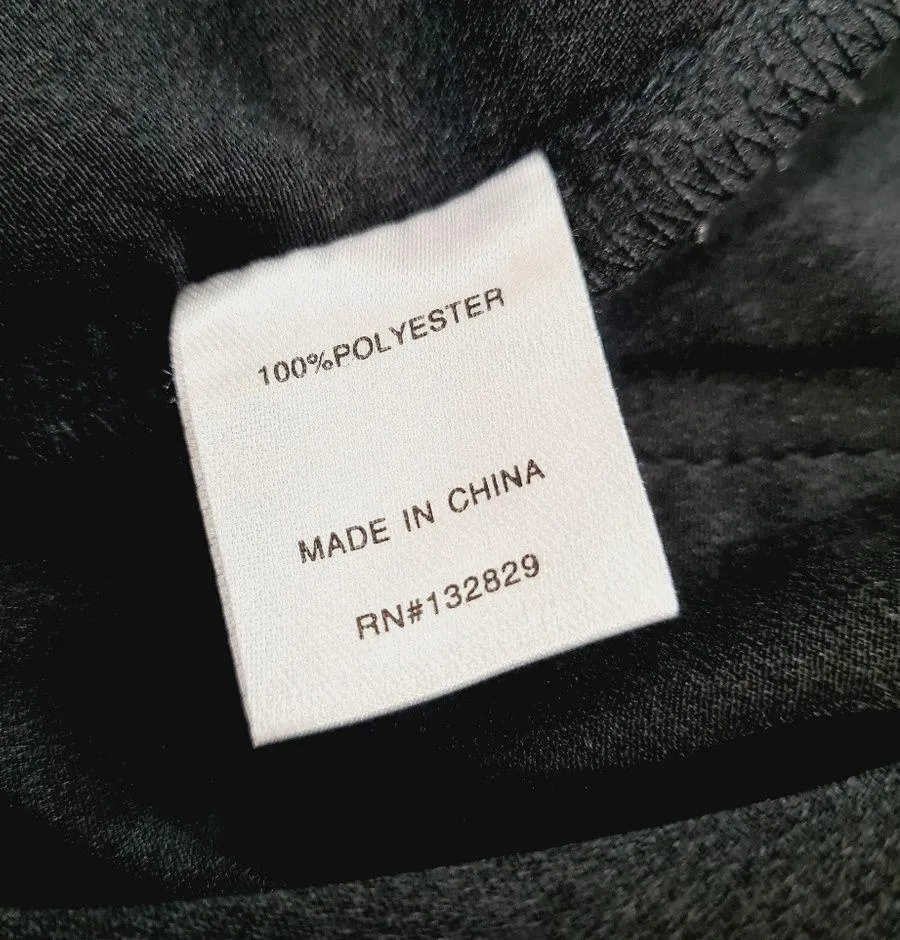 100%POLYESTER
MADE IN CHINA
RN#132829